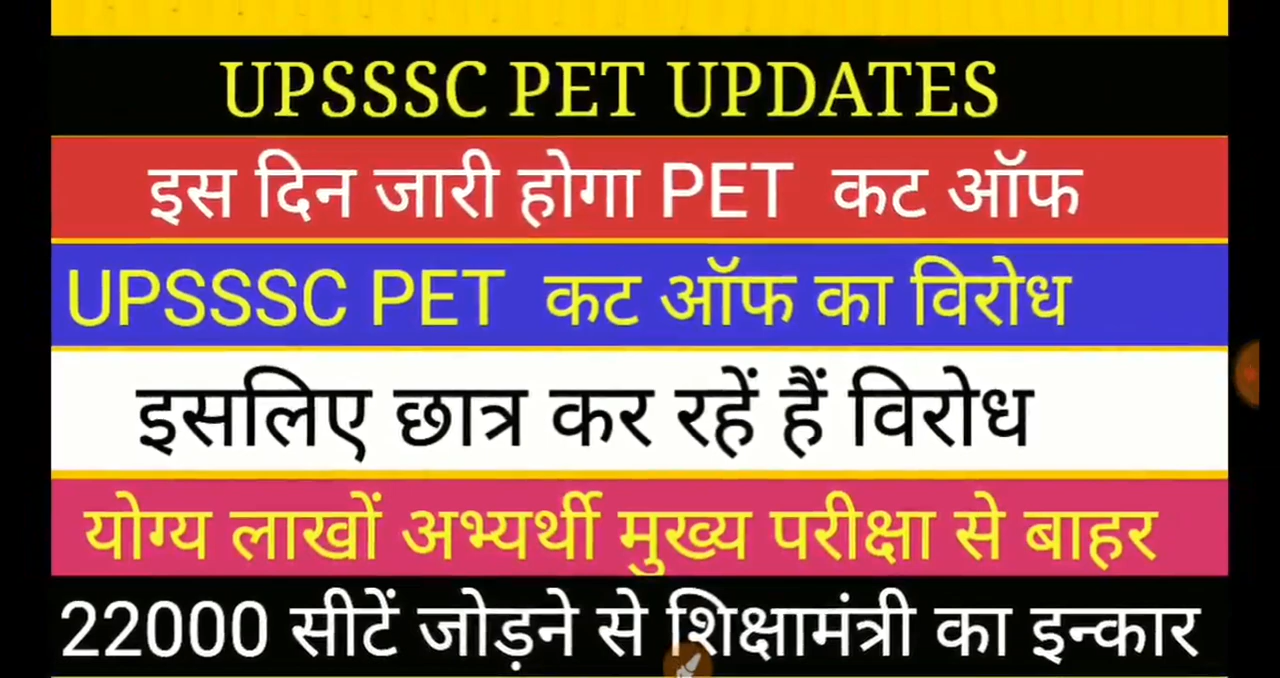 UPSSSC PET UPDATES
इस दिन जारी होगा PET कट ऑफ
UPSSSC PET कट ऑफ का विरोध
इसलिए छात्र कर रहें हैं विरोध
योग्य लाखों अभ्यर्थी मुख्य परीक्षा से बाहर
22000 सीटें जोड़ने से शिक्षामंत्री का इन्कार